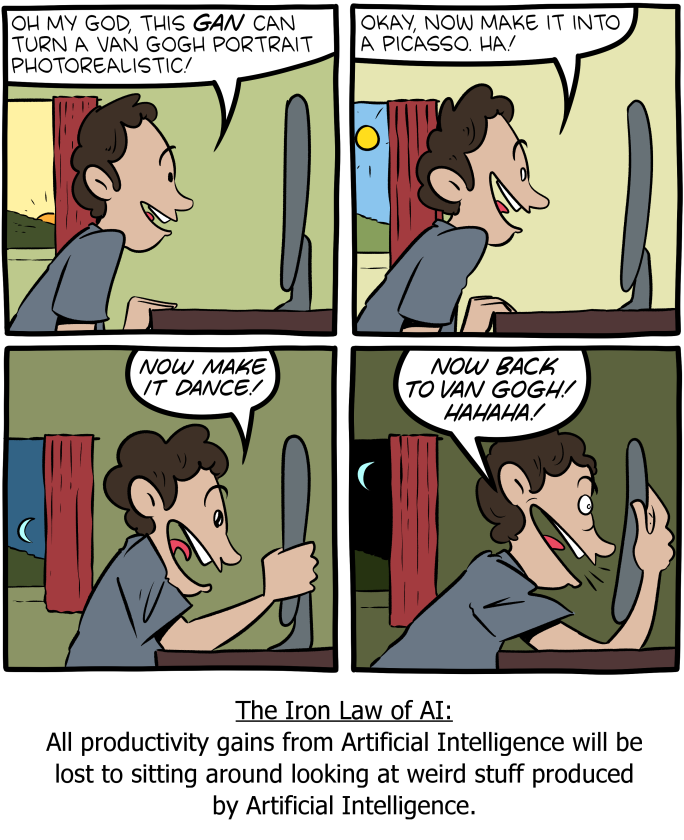 OH MY GOD, THIS GAN CAN
TURN A VAN GOGH PORTRAIT
PHOTOREALISTIC!
OKAY, NOW MAKE IT INTO
A PICASSO. HA!
NOW MAKE
IT DANCE!
NOW BACK
TO VAN GOGH!
HAHAHA!
The Iron Law of AI:
All productivity gains from Artificial Intelligence will be
lost to sitting around looking at weird stuff produced
by Artificial Intelligence.